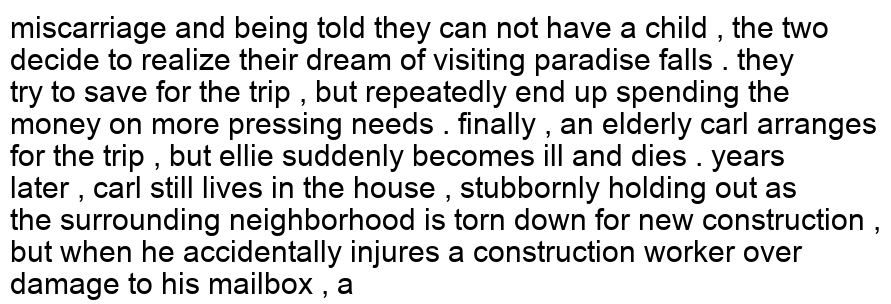 miscarriage and being told they can not have a child , the two
decide to realize their dream of visiting paradise falls . they
try to save for the trip , but repeatedly end up spending the
money on more pressing needs . finally , an elderly carl arranges
for the trip , but ellie suddenly becomes ill and dies . years
later , carl still lives in the house , stubbornly holding out as
the surrounding neighborhood is torn down for new construction ,
but when he accidentally injures a construction worker over
damage to his mailbox , a